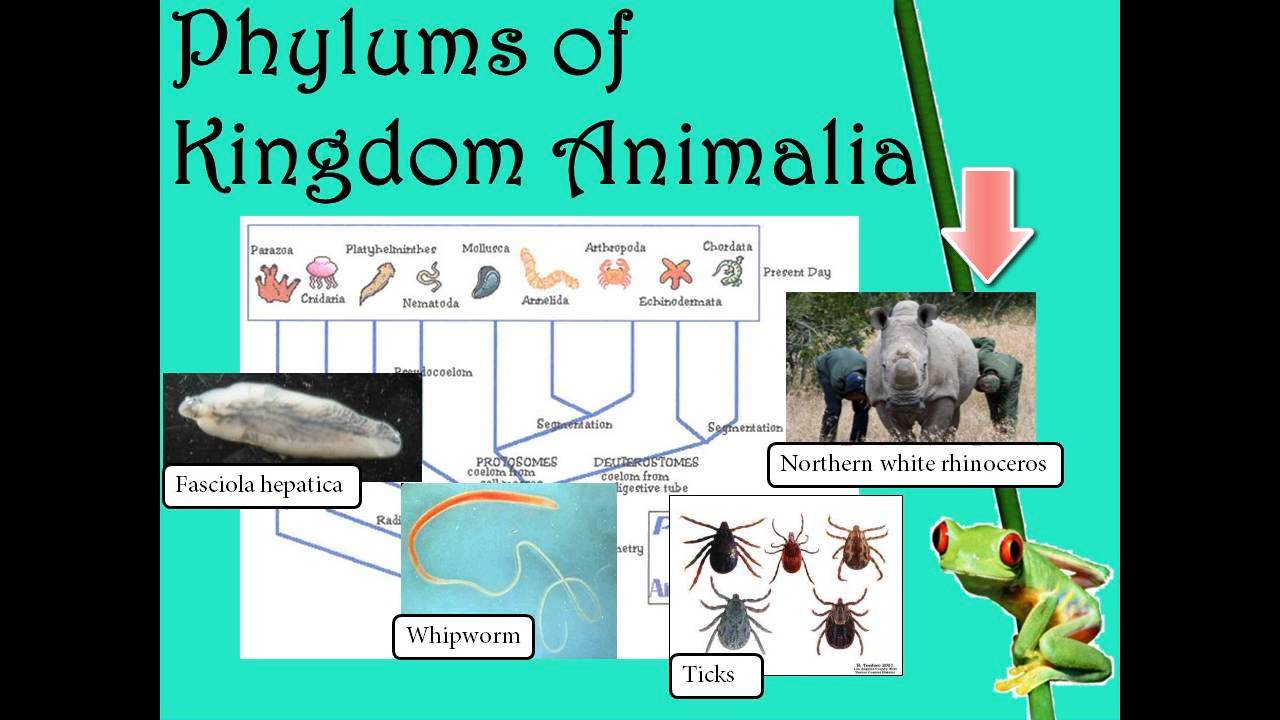 Phylums of
Kingdom Animalia
Parazoa
Cnidaria
Platyhelminthes
Nematoda
Mollusca
Annelida
Arthropoda
Echinodermata
Chordata
Present Day
Segmentation
Segmentation
PROTOSOMES
coelom from
DEUTEROSTOMES
coelom from
digestive tube
Fasciola hepatica
Northern white rhinoceros
Whipworm
Ticks